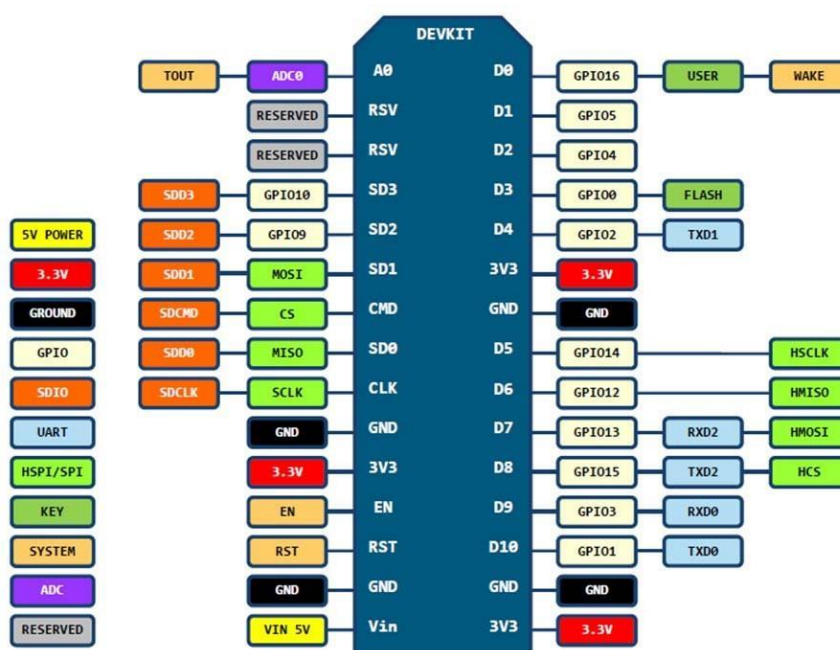 DEVKIT
TOUT ADC0 A0 D0 GPIO16 USER WAKE
RESERVED RSV D1 GPIO5
RESERVED RSV D2 GPIO4
SDD3 GPIO10 SD3 D3 GPIO0 FLASH
5V POWER SDD2 GPIO9 SD2 D4 GPIO2 TXD1
3.3V SDD1 MOSI SD1 3V3 3.3V
GROUND SDCMD CS CMD GND GND
GPIO SDD0 MISO SD0 D5 GPIO14 HSCLK
SDIO SDCLK SCLK CLK D6 GPIO12 HMISO
UART GND GND D7 GPIO13 RXD2 HMOSI
HSPI/SPI 3.3V 3V3 D8 GPIO15 TXD2 HCS
KEY EN EN D9 GPIO3 RXD0
SYSTEM RST RST D10 GPIO1 TXD0
ADC GND GND GND GND
RESERVED VIN 5V Vin 3V3 3.3V